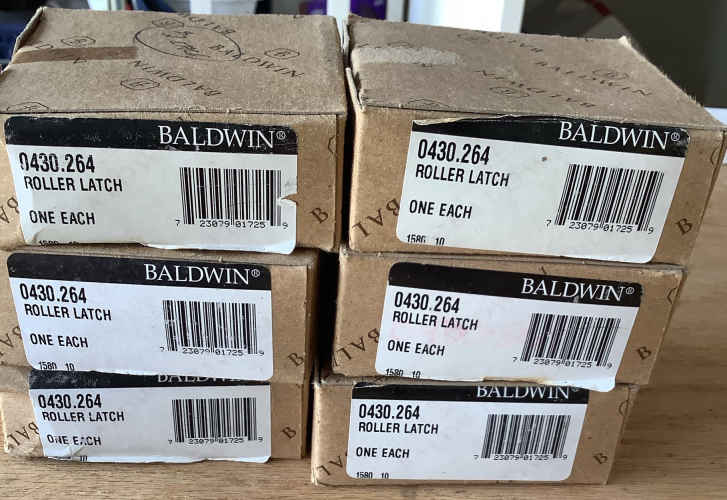 BALDWIN
BALDWIN
BALDWIN®
0430.264
ROLLER LATCH
ONE EACH
7 23079 01725 9
1580 10
B
BALDWIN®
0430.264
ROLLER LATCH
ONE EACH
7 23079 01725 9
1580 10
B
BALDWIN®
0430.264
ROLLER LATCH
ONE EACH
7 23079 01725 9
1580 10
B
BALDWIN®
0430.264
ROLLER LATCH
ONE EACH
7 23079 01725 9
1580 10
B
BALDWIN
0430.264
ROLLER LATCH
ONE EACH
7 23079 01725 9
10
B
BALDWIN
0430.264
ROLLER LATCH
ONE EACH
7 23079 01725 9
1580 10
B